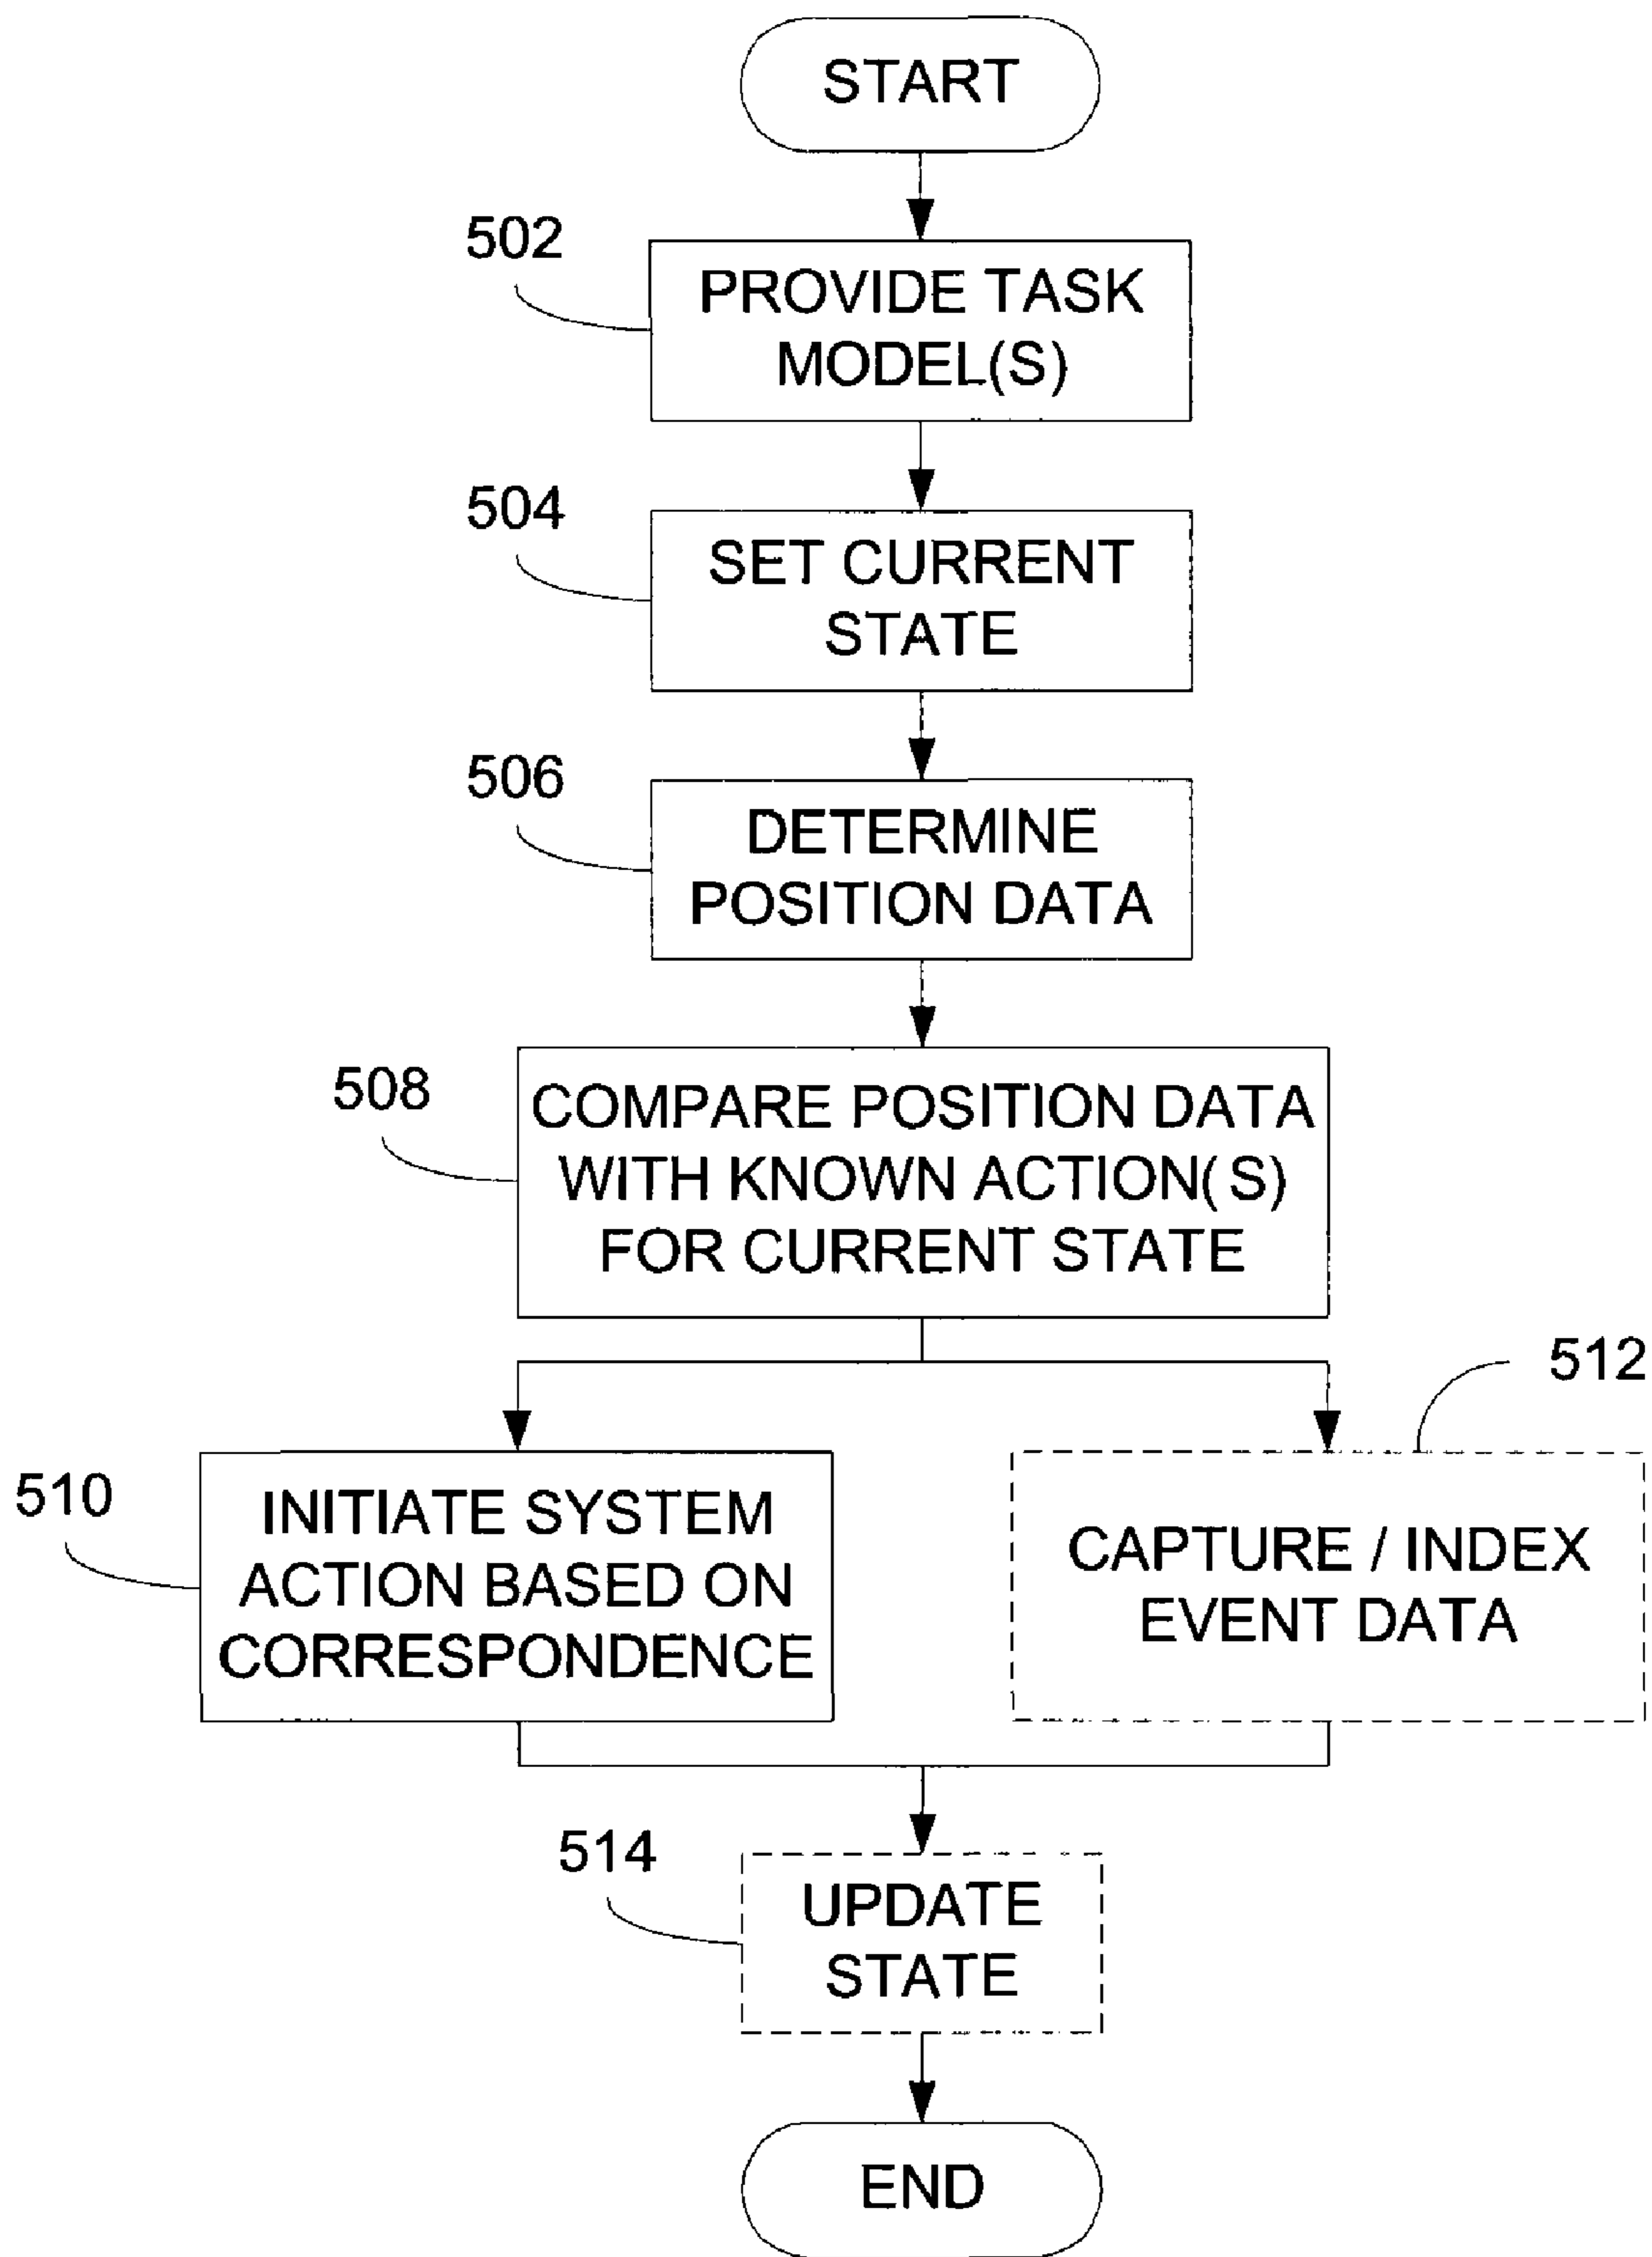 START
502
PROVIDE TASK
MODEL(S)
504
SET CURRENT
STATE
506
DETERMINE
POSITION DATA
508
COMPARE POSITION DATA
WITH KNOWN ACTION(S)
FOR CURRENT STATE
512
510
INITIATE SYSTEM
ACTION BASED ON
CORRESPONDENCE
CAPTURE / INDEX
EVENT DATA
514
UPDATE
STATE
END